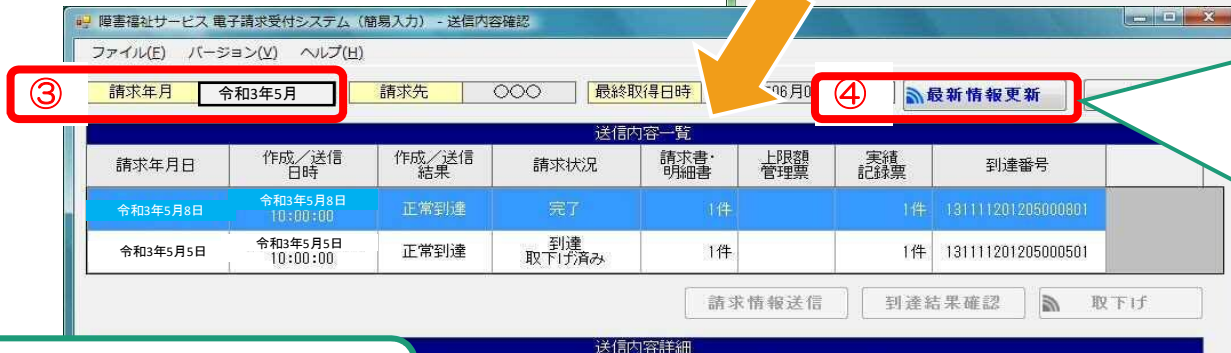 障害福祉サービス 電子請求受付システム（簡易入力） - 送信内容確認
ファイル(F) バージョン(V) ヘルプ(H)
③ 請求年月 令和3年5月 請求先 〇〇〇 最終取得日時 ④ 最新情報更新
送信内容一覧
請求年月日 作成／送信日時 作成／送信結果 請求状況 請求書・明細書 上限額管理票 実績記録票 到達番号
令和3年5月8日 令和3年5月8日 10:00:00 正常到達 完了 1件 1件 131111201205000801
令和3年5月5日 令和3年5月5日 10:00:00 正常到達 到達 取下げ済み 1件 1件 131111201205000501
請求情報送信 到達結果確認 取下げ
送信内容詳細